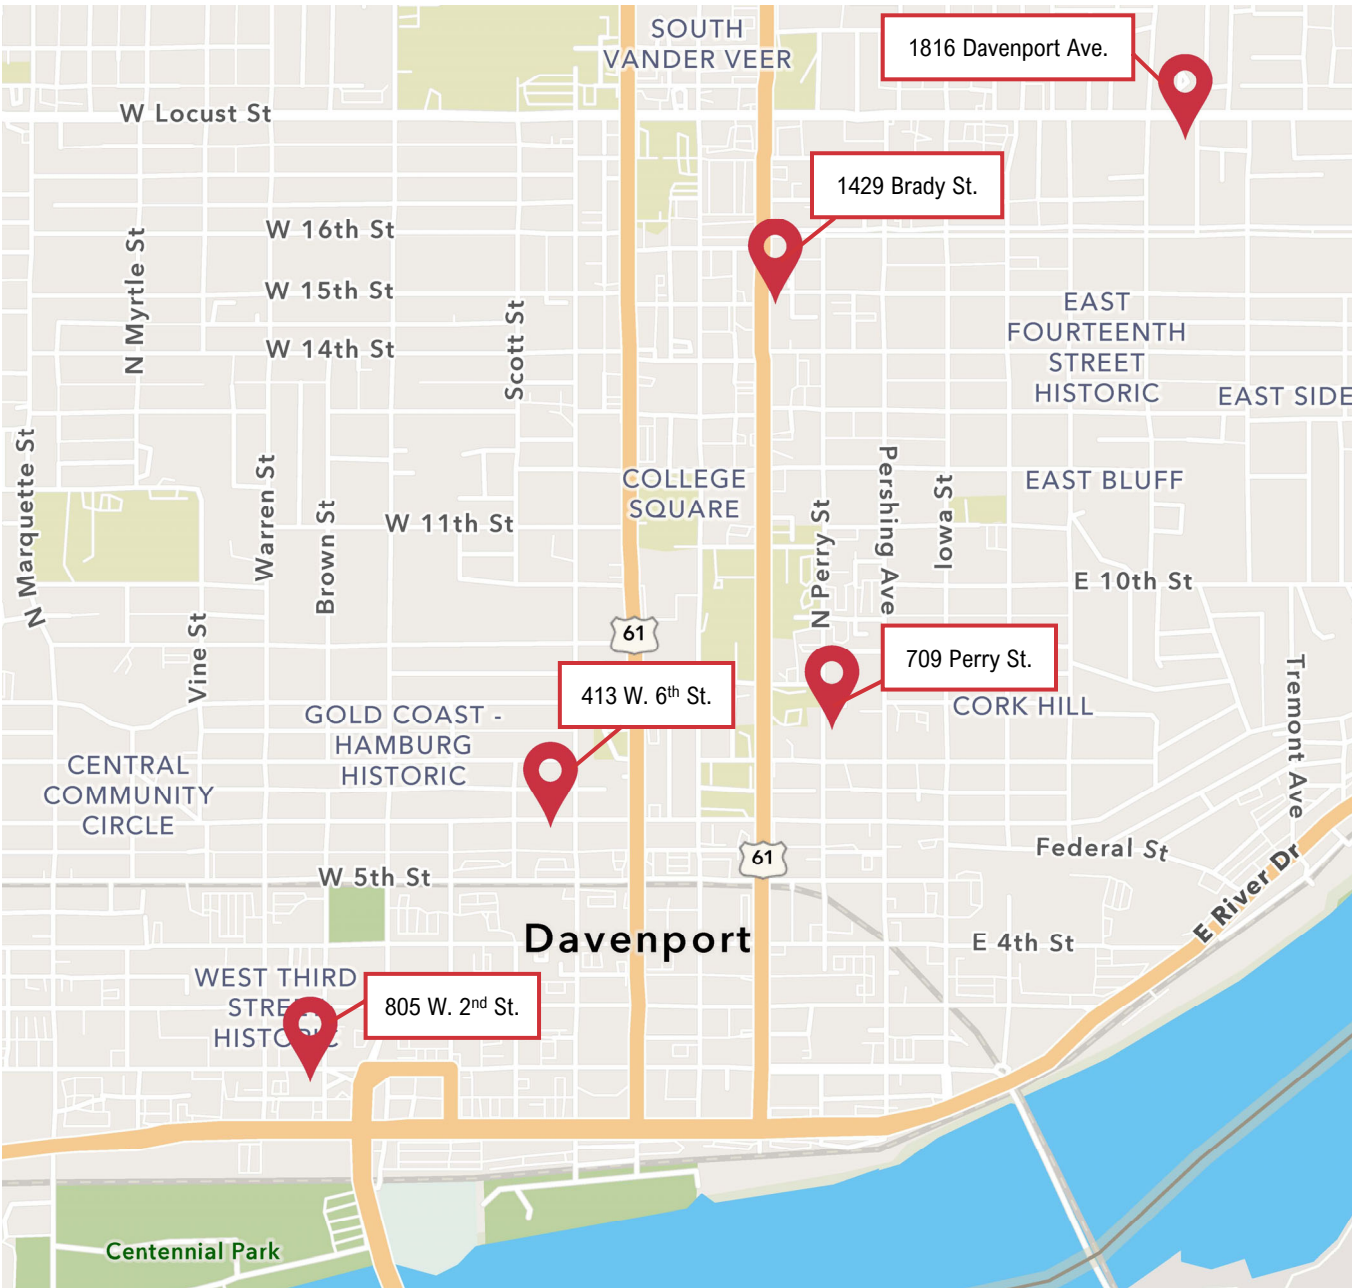 SOUTH
VANDER VEER
1816 Davenport Ave.
W Locust St
1429 Brady St.
W 16th St
N Myrtle St
W 15th St
W 14th St
Scott St
EAST
FOURTEENTH
STREET
HISTORIC
EAST SIDE
N Marquette St
Warren St
Brown St
W 11th St
COLLEGE
SQUARE
N Perry St
Pershing Ave
Iowa St
EAST BLUFF
E 10th St
Vine St
61
413 W. 6th St.
709 Perry St.
CORK HILL
Tremont Ave
GOLD COAST -
HAMBURG
HISTORIC
CENTRAL
COMMUNITY
CIRCLE
W 5th St
61
Federal St
E River Dr
Davenport
E 4th St
WEST THIRD
STREET
HISTORIC
805 W. 2nd St.
Centennial Park